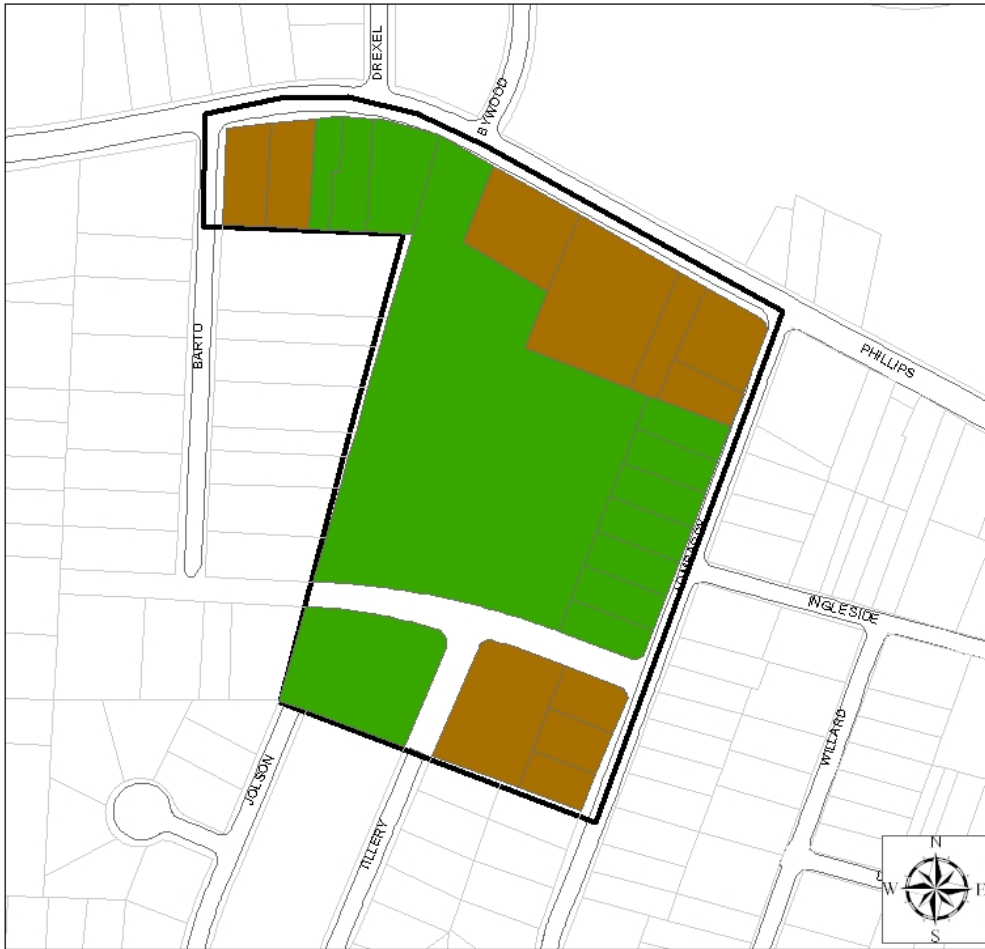 DREXEL
BYWOOD
BARTO
PHILLIPS
INGLESIDE
WILLARD
JOLSON
TILLERY
N
W
E
S